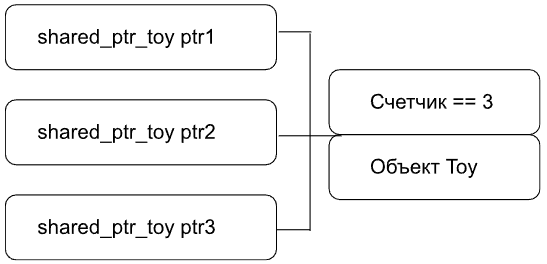 shared_ptr_toy ptr1
Счетчик == 3
shared_ptr_toy ptr2
Объект Toy
shared_ptr_toy ptr3